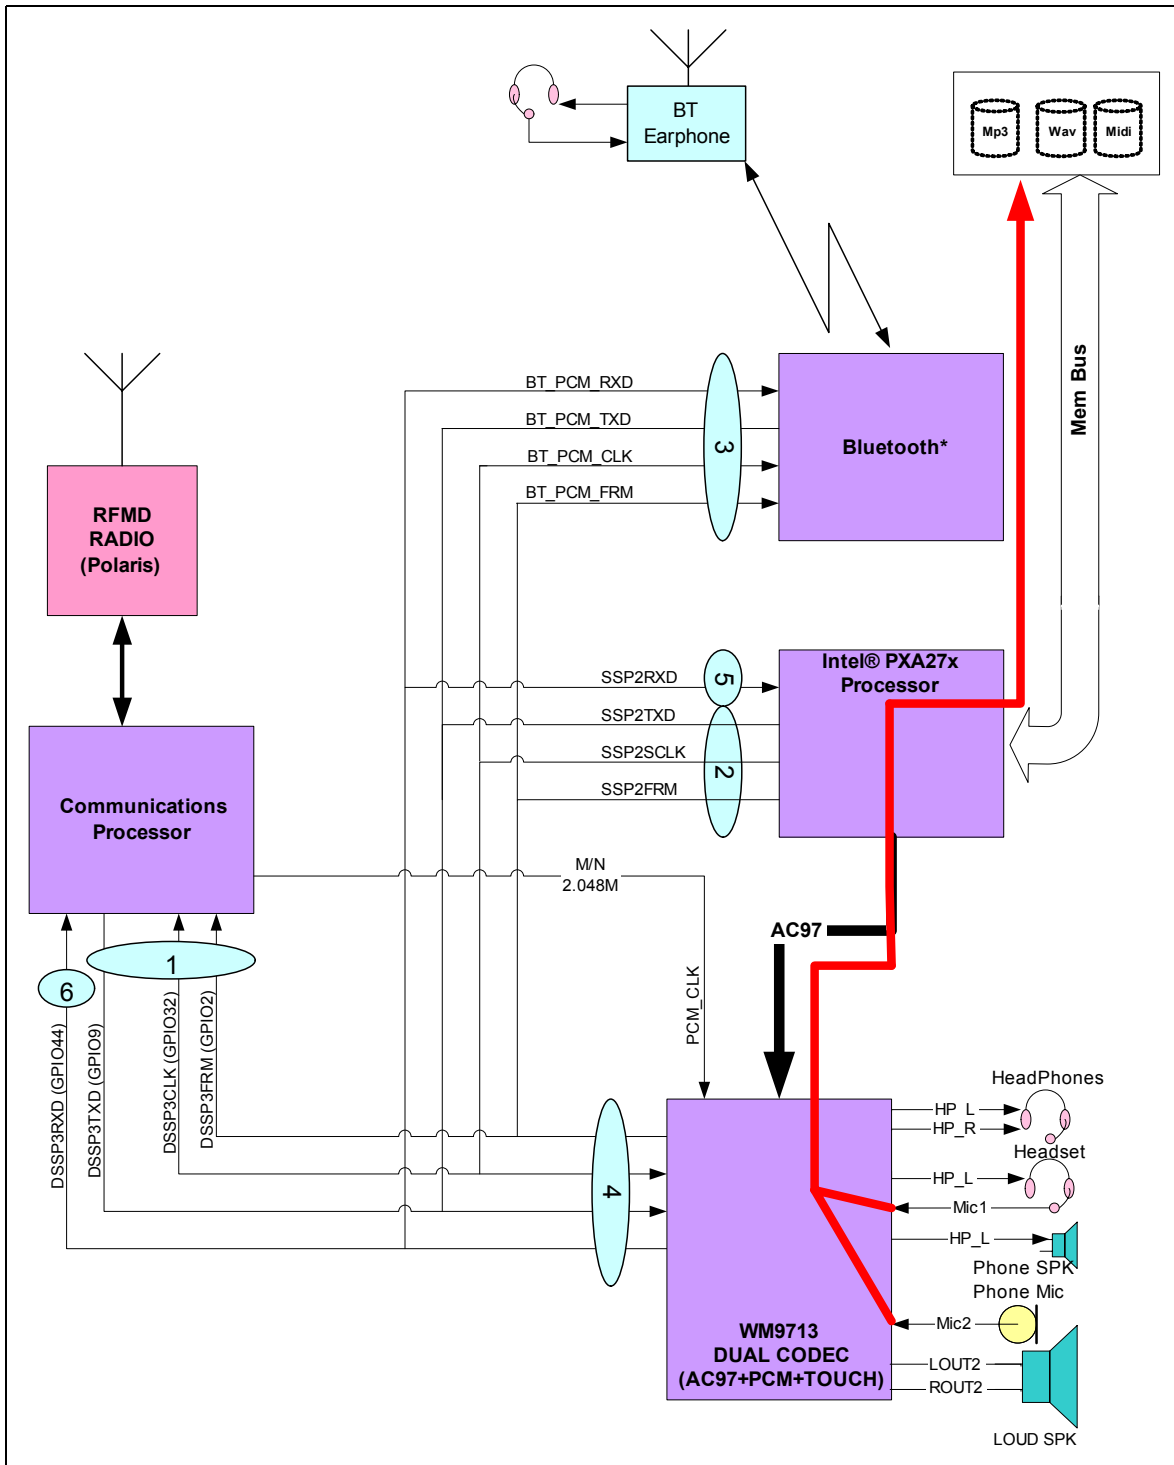 BT
Earphone
Mp3
Wav
Midi
Mem Bus
BT_PCM_RXD
BT_PCM_TXD
BT_PCM_CLK
BT_PCM_FRM
3
Bluetooth*
RFMD
RADIO
(Polaris)
Intel® PXA27x
Processor
SSP2RXD
SSP2TXD
SSP2SCLK
SSP2FRM
5
2
Communications
Processor
M/N
2.048M
AC97
PCM_CLK
1
6
DSSP3RXD (GPIO44)
DSSP3TXD (GPIO9)
DSSP3CLK (GPIO32)
DSSP3FRM (GPIO2)
4
HeadPhones
HP_L
HP_R
Headset
HP_L
Mic1
HP_L
Phone SPK
Phone Mic
Mic2
WM9713
DUAL CODEC
(AC97+PCM+TOUCH)
LOUT2
ROUT2
LOUD SPK